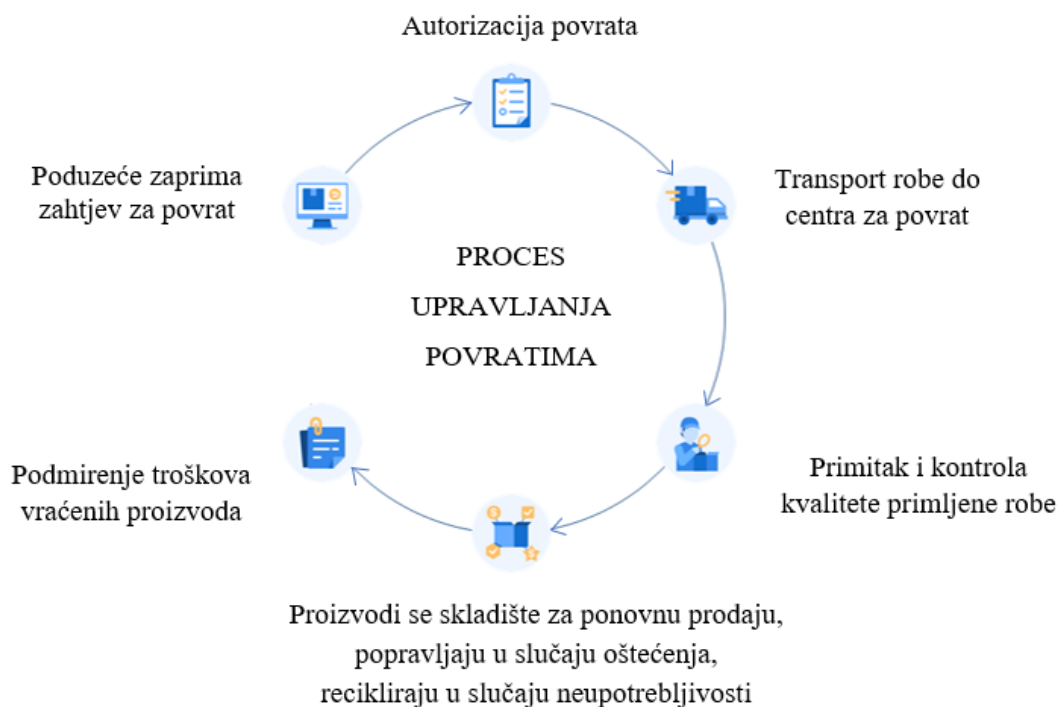 Autorizacija povrata
Poduzeće zaprima
zahtjev za povrat
Transport robe do
centra za povrat
PROCES
UPRAVLJANJA
POVRATIMA
Podmirenje troškova
vraćenih proizvoda
Primitak i kontrola
kvalitete primljene robe
Proizvodi se skladište za ponovnu prodaju,
popravljaju u slučaju oštećenja,
recikliraju u slučaju neupotrebljivosti